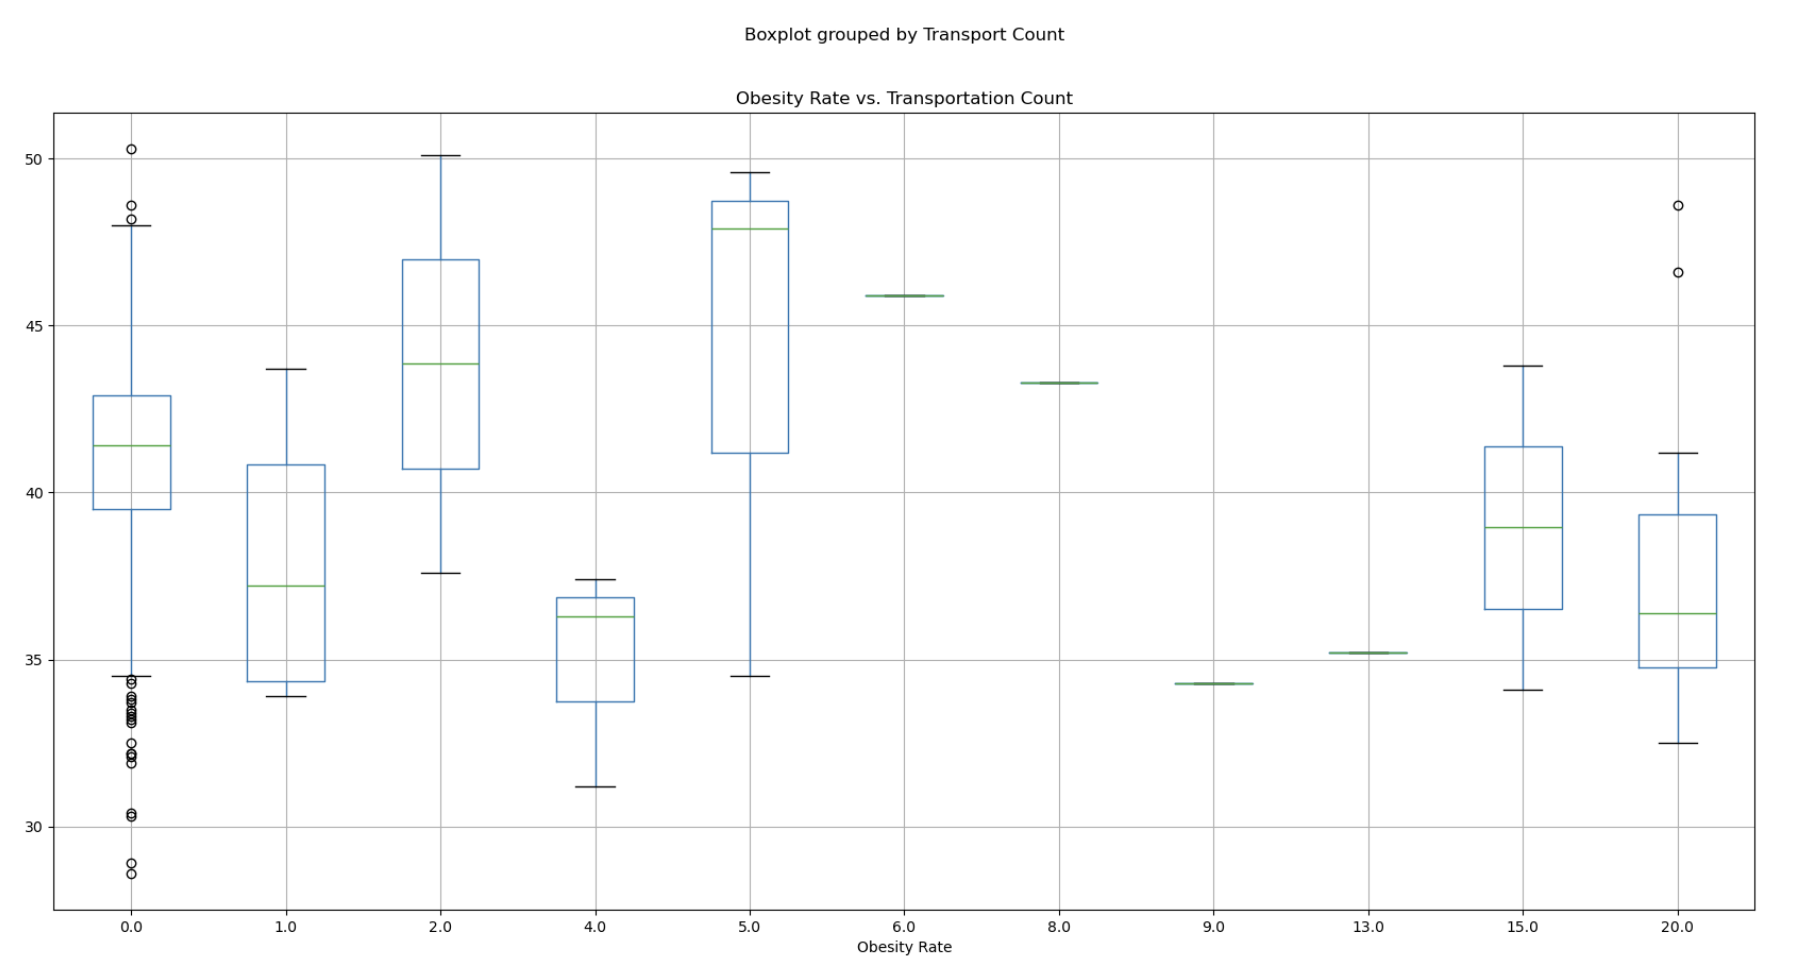 Boxplot grouped by Transport Count
Obesity Rate vs. Transportation Count
50
45
40
35
30
0.0 1.0 2.0 4.0 5.0 6.0 8.0 9.0 13.0 15.0 20.0
Obesity Rate